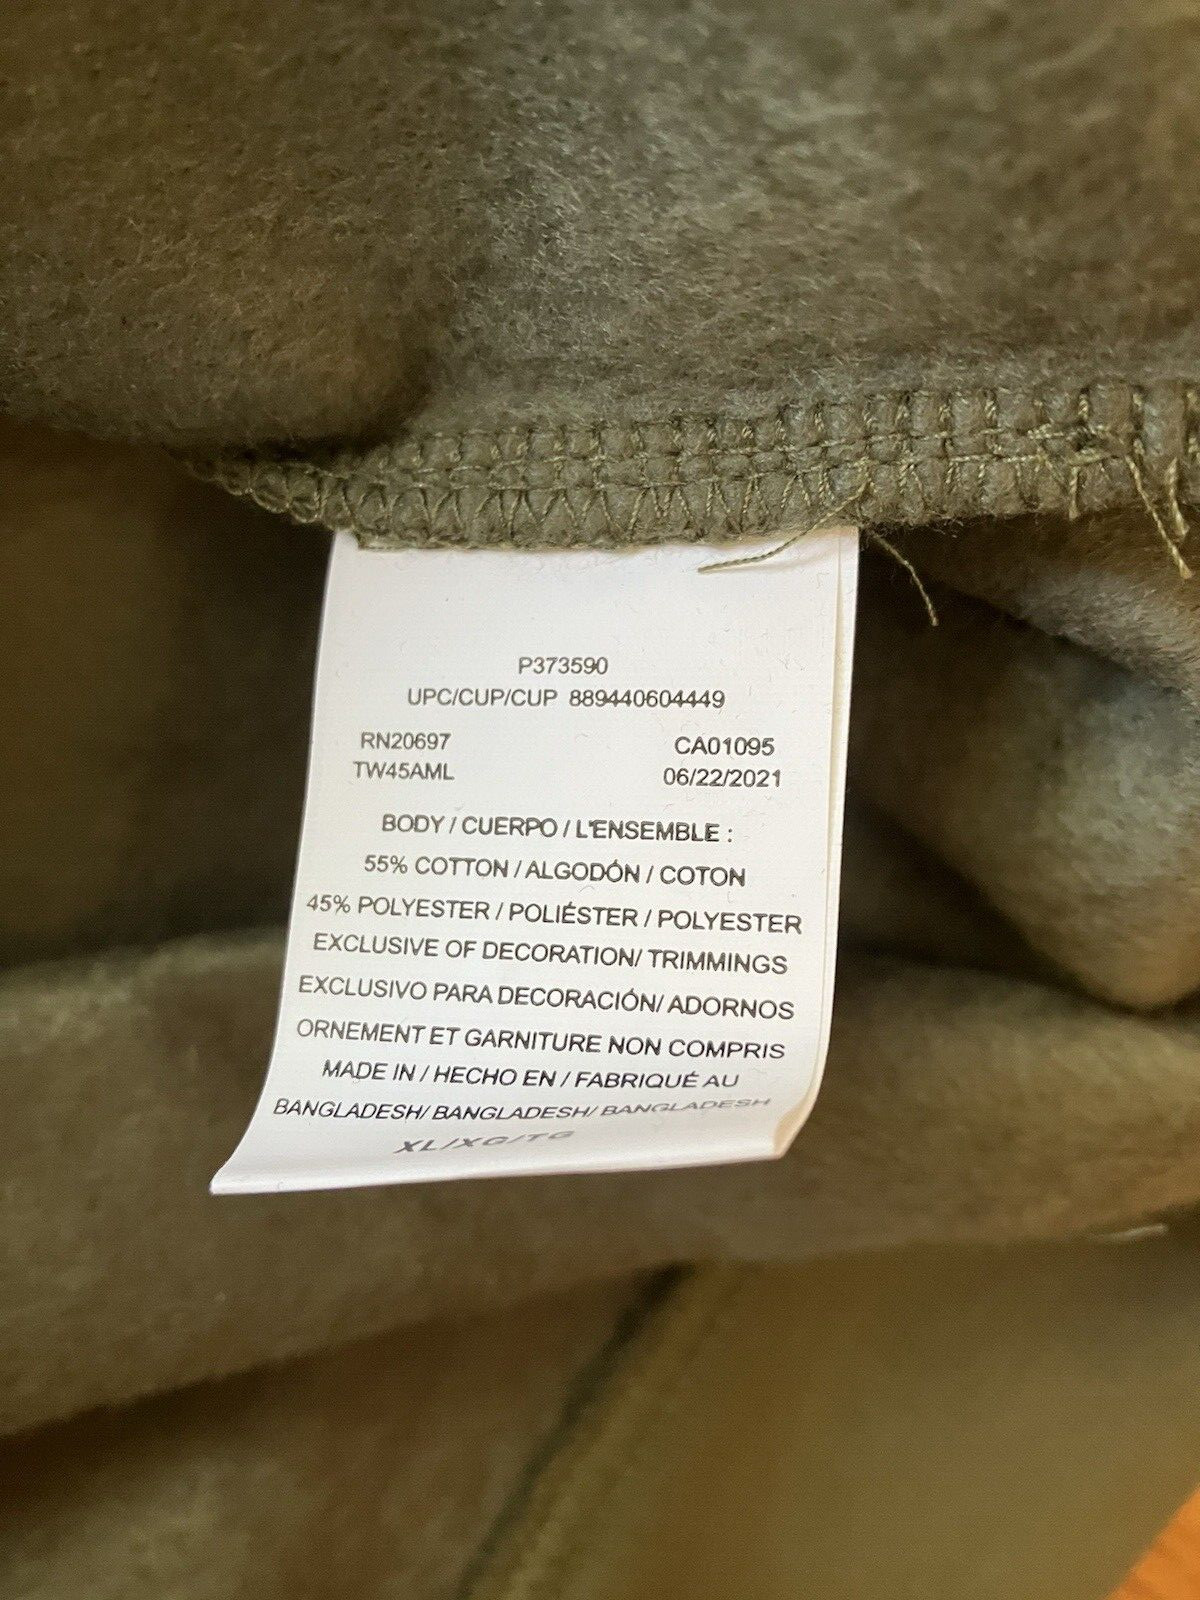 P373590
UPC/CUP/CUP 889440604449
RN20697 CA01095
TW45AML 06/22/2021
BODY / CUERPO / L'ENSEMBLE :
55% COTTON / ALGODÓN / COTON
45% POLYESTER / POLIÉSTER / POLYESTER
EXCLUSIVE OF DECORATION/ TRIMMINGS
EXCLUSIVO PARA DECORACIÓN/ ADORNOS
ORNEMENT ET GARNITURE NON COMPRIS
MADE IN / HECHO EN / FABRIQUÉ AU
BANGLADESH/ BANGLADESH/ BANGLADESH
XL/XG/TG